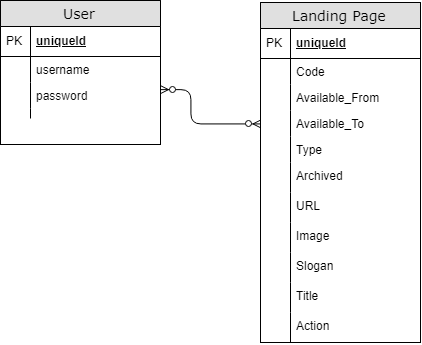 User
PK uniqueId
username
password
Landing Page
PK uniqueId
Code
Available_From
Available_To
Type
Archived
URL
Image
Slogan
Title
Action